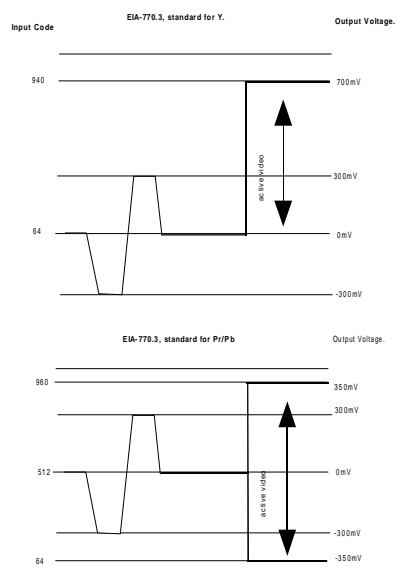 EIA-770.3, standard for Y.
Input Code
Output Voltage.
940
700mV
active video
300mV
64
0mV
-300mV
EIA-770.3, standard for Pr/Pb
Output Voltage.
960
350mV
300mV
active video
512
0mV
-300mV
64
-350mV